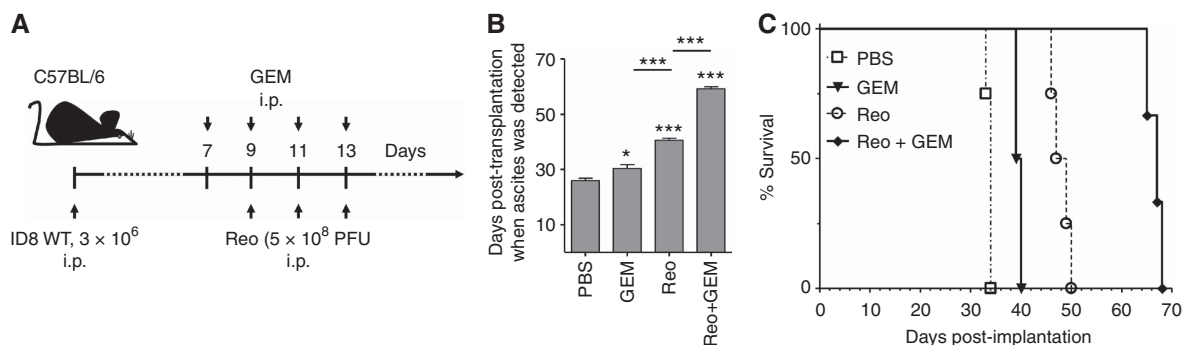 A
C57BL/6
GEM
i.p.
7 9 11 13 Days
ID8 WT, 3 × 10⁶
i.p.
Reo (5 × 10⁸ PFU
i.p.
B
Days post-transplantation
when ascites was detected
70
50
30
10
*
***
***
***
***
PBS
GEM
Reo
Reo+GEM
C
% Survival
100
50
0
PBS
GEM
Reo
Reo + GEM
0 10 20 30 40 50 65 70
Days post-implantation